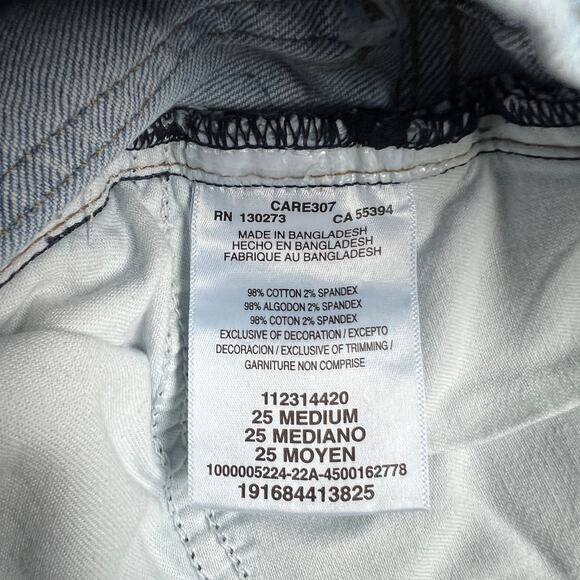 CARE307
RN 130273 CA 55394
MADE IN BANGLADESH
HECHO EN BANGLADESH
FABRIQUE AU BANGLADESH
98% COTTON 2% SPANDEX
98% ALGODON 2% SPANDEX
98% COTON 2% SPANDEX
EXCLUSIVE OF DECORATION / EXCEPTO
DECORACION / EXCLUSIVE OF TRIMMING /
GARNITURE NON COMPRISE
112314420
25 MEDIUM
25 MEDIANO
25 MOYEN
1000005224-22A-4500162778
191684413825